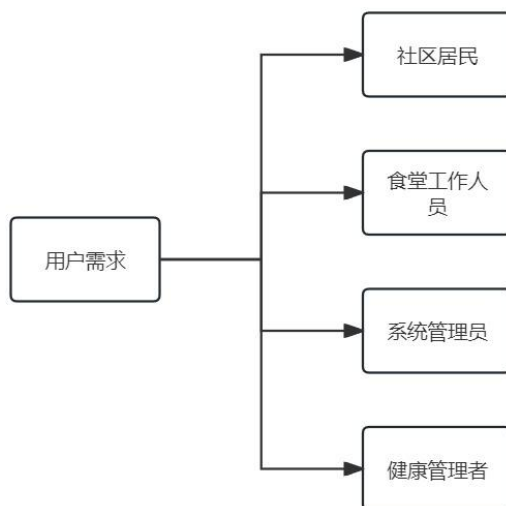 社区居民
食堂工作人
员
用户需求
系统管理员
健康管理者